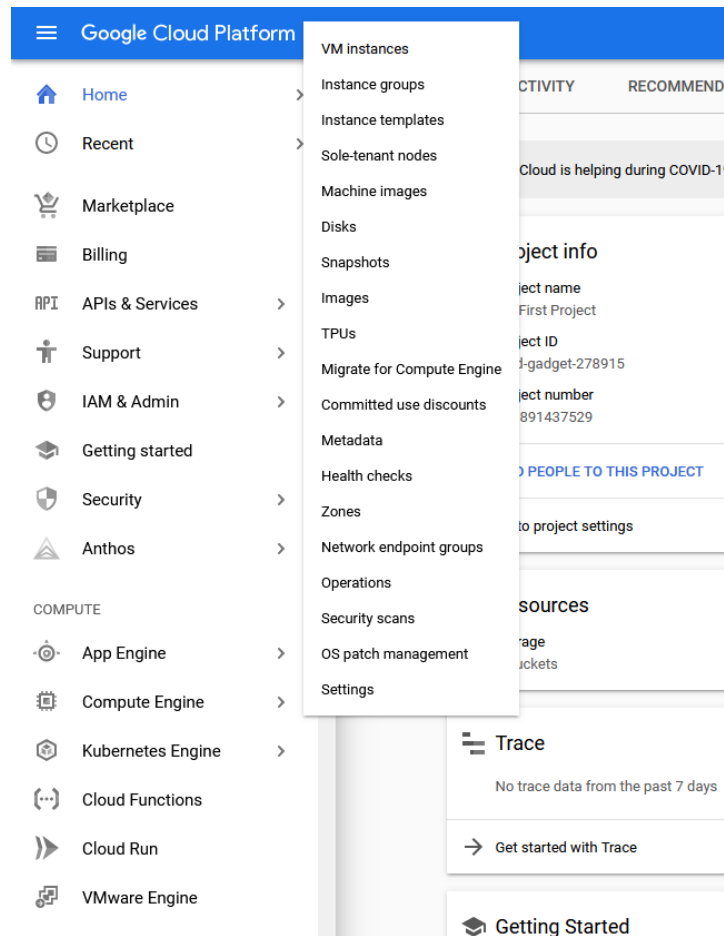 Google Cloud Platform
Home
Recent
Marketplace
Billing
API APIs & Services
Support
IAM & Admin
Getting started
Security
Anthos
COMPUTE
App Engine
Compute Engine
Kubernetes Engine
Cloud Functions
Cloud Run
VMware Engine
VM instances
Instance groups
Instance templates
Sole-tenant nodes
Machine images
Disks
Snapshots
Images
TPUs
Migrate for Compute Engine
Committed use discounts
Metadata
Health checks
Zones
Network endpoint groups
Operations
Security scans
OS patch management
Settings
CTIVITY RECOMMEND
Cloud is helping during COVID-19
oject info
ject name
First Project
ject ID
d-gadget-278915
ject number
891437529
D PEOPLE TO THIS PROJECT
to project settings
sources
rage
uckets
Trace
No trace data from the past 7 days
Get started with Trace
Getting Started